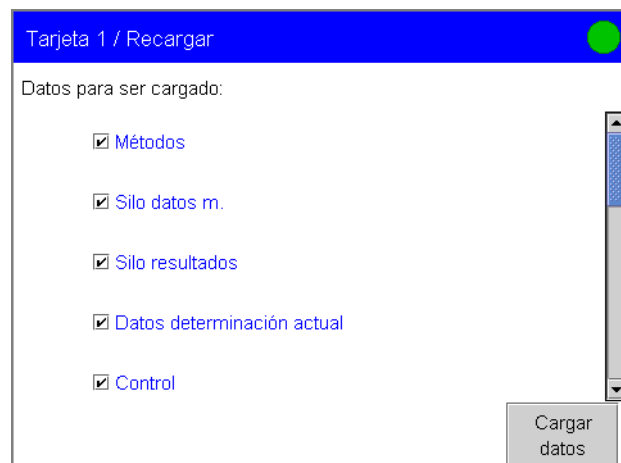 Tarjeta 1 / Recargar
Datos para ser cargado:
Métodos
Silo datos m.
Silo resultados
Datos determinación actual
Control
Cargar
datos